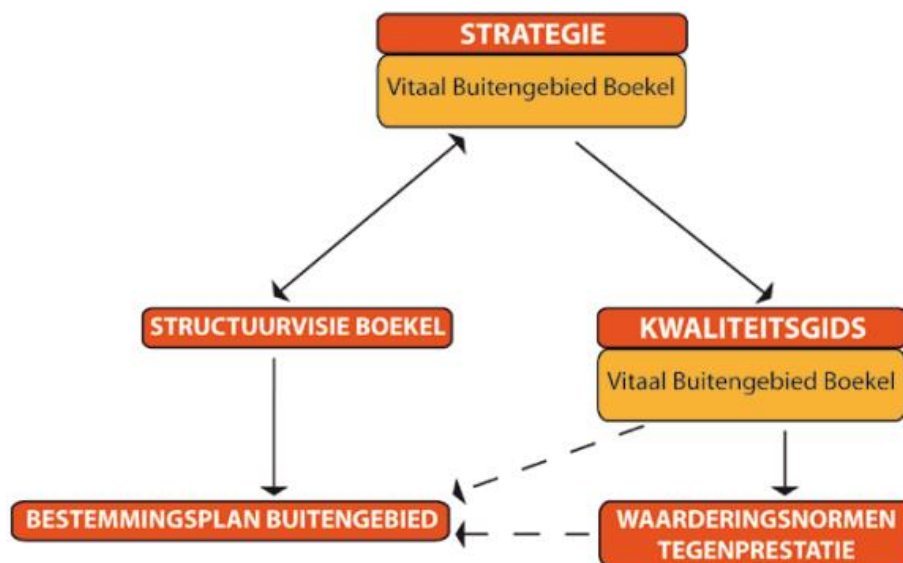 STRATEGIE
Vitaal Buitengebied Boekel
STRUCTUURVISIE BOEKEL
KWALITEITSGIDS
Vitaal Buitengebied Boekel
BESTEMMINGSPLAN BUITENGEBIED
WAARDERINGSNORMEN
TEGENPRESTATIE